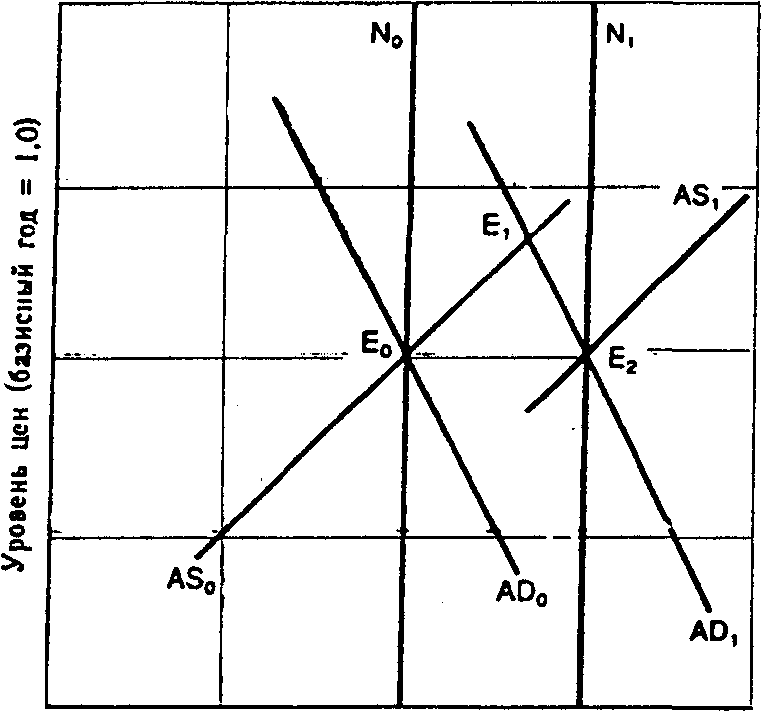 Уровень цен (базисный год = 1,0)
N₀
N₁
AS₁
E₁
E₀
E₂
AS₀
AD₀
AD₁